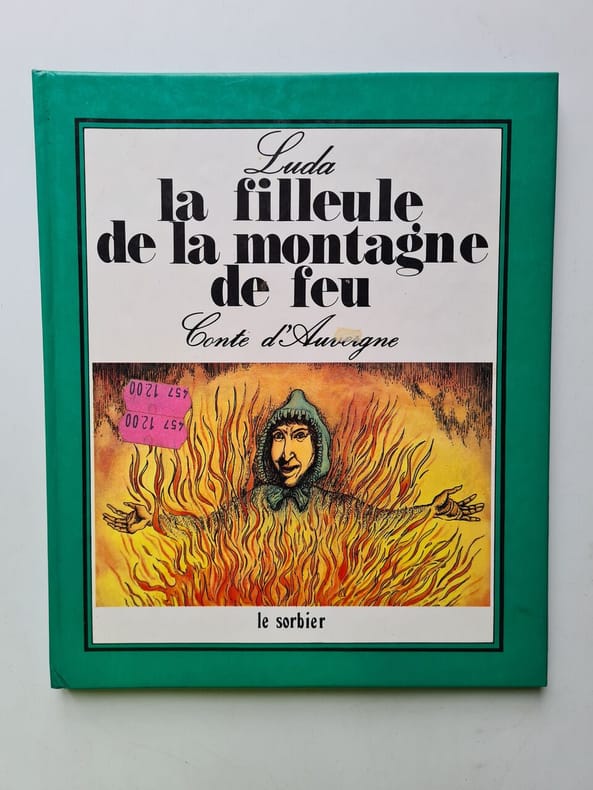 Luda
la filleule
de la montagne
de feu
Conte d'Auvergne
457 12.00
457 12.00
le sorbier